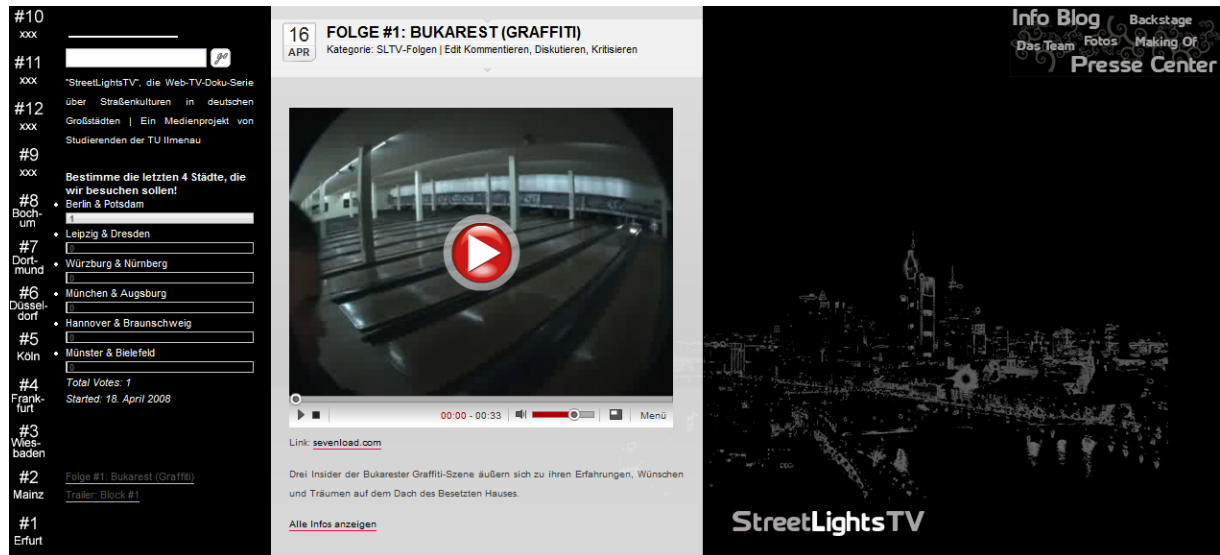 #10
xxx
#11
xxx
#12
xxx
#9
xxx
#8
Boch-
um
#7
Dort-
mund
#6
Düssel-
dorf
#5
Köln
#4
Frank-
furt
#3
Wies-
baden
#2
Mainz
#1
Erfurt
go
"StreetLightsTV", die Web-TV-Doku-Serie
über Straßenkulturen in deutschen
Großstädten | Ein Medienprojekt von
Studierenden der TU Ilmenau
Bestimme die letzten 4 Städte, die
wir besuchen sollen!
Berlin & Potsdam
1
Leipzig & Dresden
0
Würzburg & Nürnberg
0
München & Augsburg
0
Hannover & Braunschweig
0
Münster & Bielefeld
0
Total Votes: 1
Started: 18. April 2008
Folge #1: Bukarest (Graffiti)
Trailer: Block #1
16
APR
FOLGE #1: BUKAREST (GRAFFITI)
Kategorie: SLTV-Folgen | Edit Kommentieren, Diskutieren, Kritisieren
00:00 - 00:33
Menü
Link: sevenload.com
Drei Insider der Bukarester Graffiti-Szene äußern sich zu ihren Erfahrungen, Wünschen
und Träumen auf dem Dach des Besetzten Hauses.
Alle Infos anzeigen
Info Blog Backstage
Das Team Fotos Making Of
Presse Center
StreetLightsTV